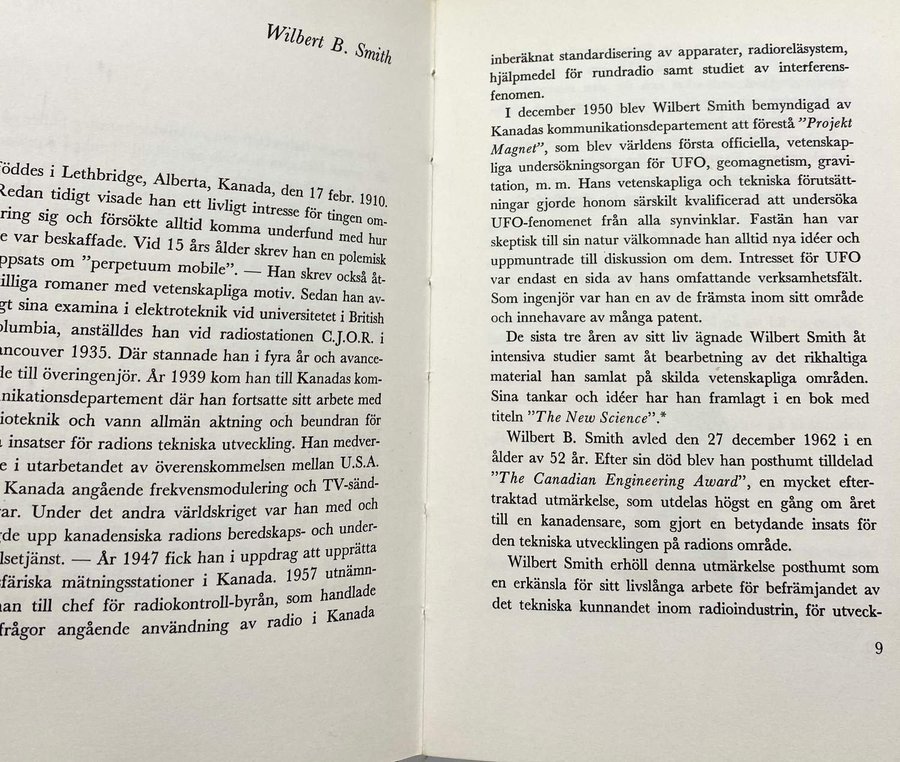 Wilbert B. Smith
öddes i Lethbridge, Alberta, Kanada, den 17 febr. 1910.
Redan tidigt visade han ett livligt intresse för tingen om-
ring sig och försökte alltid komma underfund med hur
e var beskaffade. Vid 15 års ålder skrev han en polemisk
ppsats om "perpetuum mobile". — Han skrev också åt-
illiga romaner med vetenskapliga motiv. Sedan han av-
gt sina examina i elektroteknik vid universitetet i British
olumbia, anställdes han vid radiostationen C.J.O.R. i
ancouver 1935. Där stannade han i fyra år och avance-
de till överingenjör. År 1939 kom han till Kanadas kom-
unikationsdepartement där han fortsatte sitt arbete med
ioteknik och vann allmän aktning och beundran för
insatser för radions tekniska utveckling. Han medver-
e i utarbetandet av överenskommelsen mellan U.S.A.
Kanada angående frekvensmodulering och TV-sänd-
ar. Under det andra världskriget var han med och
gde upp kanadensiska radions beredskaps- och under-
lsetjänst. — År 1947 fick han i uppdrag att upprätta
sfäriska mätningsstationer i Kanada. 1957 utnämn-
han till chef för radiokontroll-byrån, som handlade
frågor angående användning av radio i Kanada
inberäknat standardisering av apparater, radioreläsystem,
hjälpmedel för rundradio samt studiet av interferens-
fenomen.
I december 1950 blev Wilbert Smith bemyndigad av
Kanadas kommunikationsdepartement att förestå "Projekt
Magnet", som blev världens första officiella, vetenskap-
liga undersökningsorgan för UFO, geomagnetism, gravi-
tation, m. m. Hans vetenskapliga och tekniska förutsätt-
ningar gjorde honom särskilt kvalificerad att undersöka
UFO-fenomenet från alla synvinklar. Fastän han var
skeptisk till sin natur välkomnade han alltid nya idéer och
uppmuntrade till diskussion om dem. Intresset för UFO
var endast en sida av hans omfattande verksamhetsfält.
Som ingenjör var han en av de främsta inom sitt område
och innehavare av många patent.
De sista tre åren av sitt liv ägnade Wilbert Smith åt
intensiva studier samt åt bearbetning av det rikhaltiga
material han samlat på skilda vetenskapliga områden.
Sina tankar och idéer har han framlagt i en bok med
titeln "The New Science".*
Wilbert B. Smith avled den 27 december 1962 i en
ålder av 52 år. Efter sin död blev han posthumt tilldelad
"The Canadian Engineering Award", en mycket efter-
traktad utmärkelse, som utdelas högst en gång om året
till en kanadensare, som gjort en betydande insats för
den tekniska utvecklingen på radions område.
Wilbert Smith erhöll denna utmärkelse posthumt som
en erkänsla för sitt livslånga arbete för befrämjandet av
det tekniska kunnandet inom radioindustrin, för utveck-
9